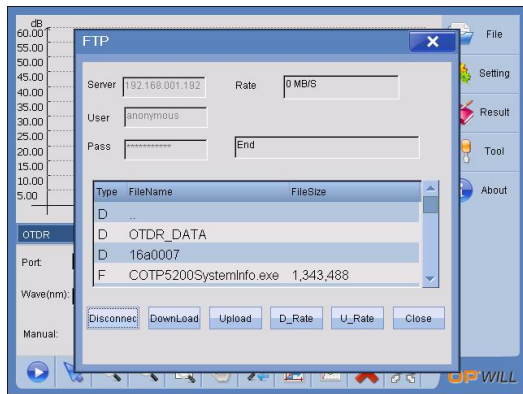 dB
60.00
55.00
50.00
45.00
40.00
35.00
30.00
25.00
20.00
15.00
10.00
5.00
FTP
Server 192.168.001.192 Rate 0 MB/S
User anonymous
Pass *********** End
Type FileName FileSize
D ..
D OTDR_DATA
D 16a0007
F COTP5200SystemInfo.exe 1,343,488
Disconnec DownLoad Upload D_Rate U_Rate Close
File
Setting
Result
Tool
About
OTDR
Port:
Wave(nm):
Manual:
OPWILL